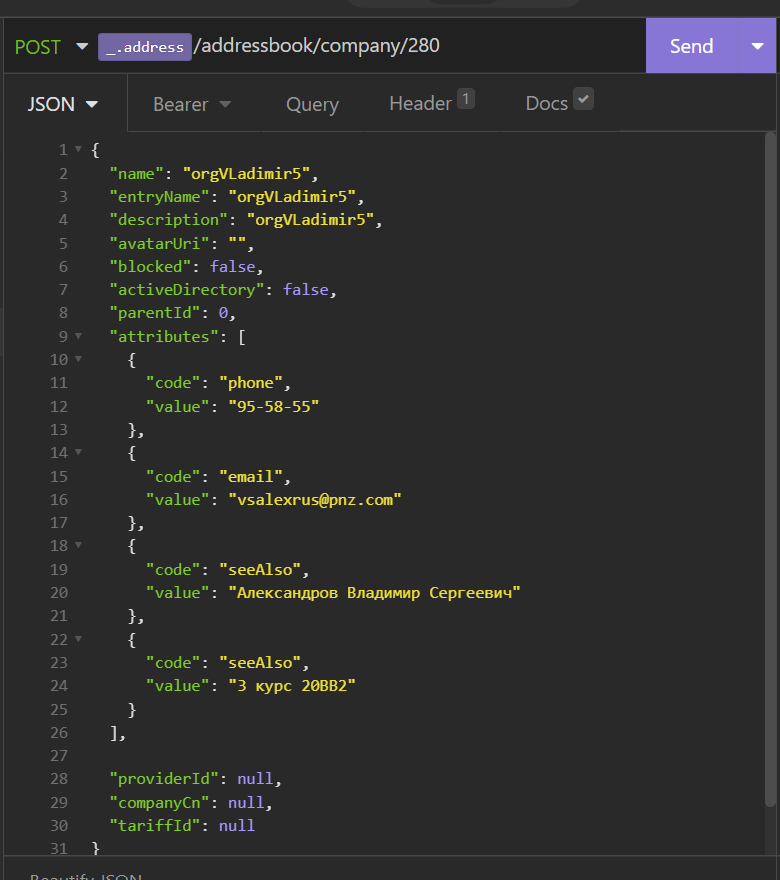 POST _.address /addressbook/company/280 Send
JSON Bearer Query Header 1 Docs
1 {
2 "name": "orgVLadimir5",
3 "entryName": "orgVLadimir5",
4 "description": "orgVLadimir5",
5 "avatarUri": "",
6 "blocked": false,
7 "activeDirectory": false,
8 "parentId": 0,
9 "attributes": [
10 {
11 "code": "phone",
12 "value": "95-58-55"
13 },
14 {
15 "code": "email",
16 "value": "vsalexrus@pnz.com"
17 },
18 {
19 "code": "seeAlso",
20 "value": "Александров Владимир Сергеевич"
21 },
22 {
23 "code": "seeAlso",
24 "value": "3 курс 20ВВ2"
25 }
26 ],
27
28 "providerId": null,
29 "companyCn": null,
30 "tariffId": null
31 }
Beautify JSON